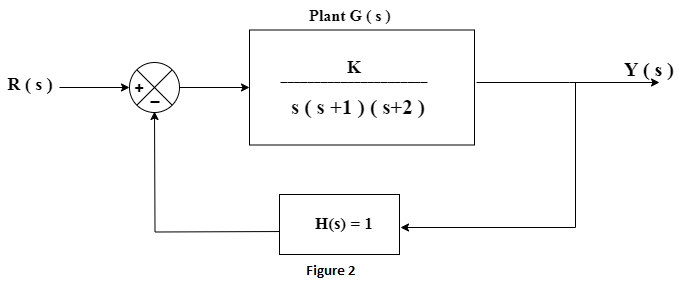 Plant G ( s )
R ( s )
+
−
K
s ( s +1 ) ( s+2 )
Y ( s )
H(s) = 1
Figure 2